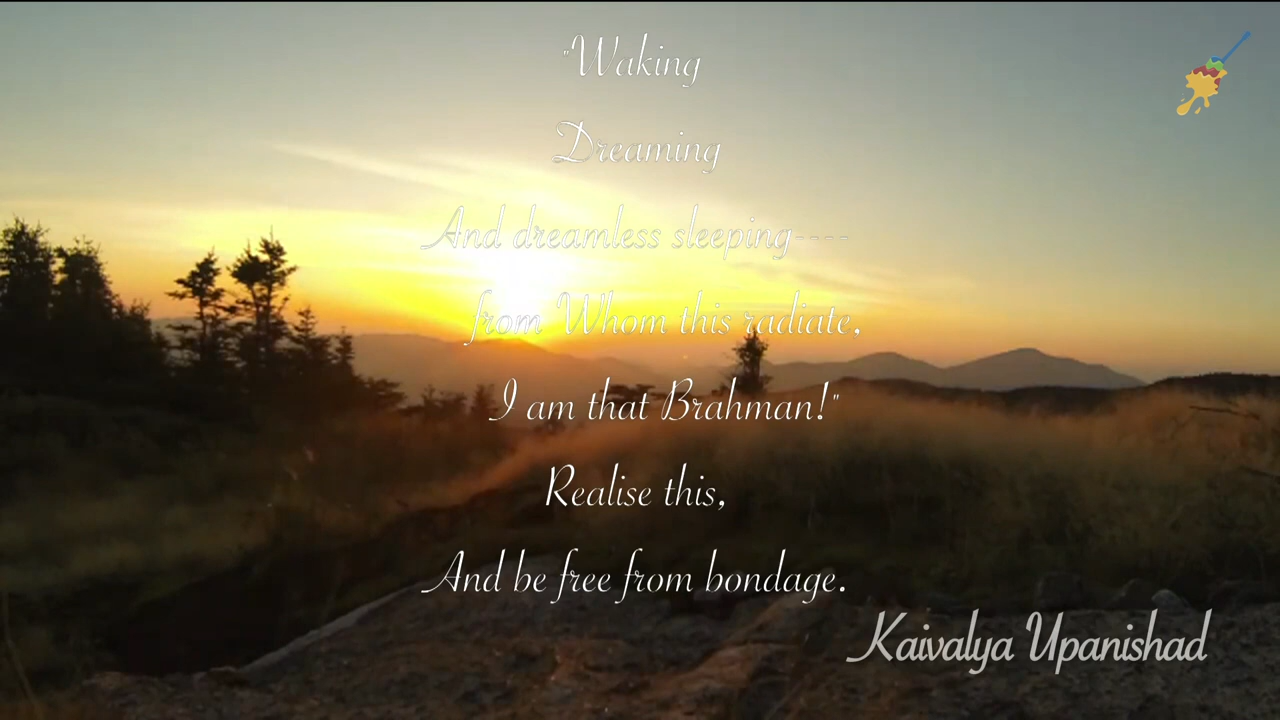 "Waking
Dreaming
And dreamless sleeping----
from Whom this radiate,
I am that Brahman!"
Realise this,
And be free from bondage.
Kaivalya Upanishad